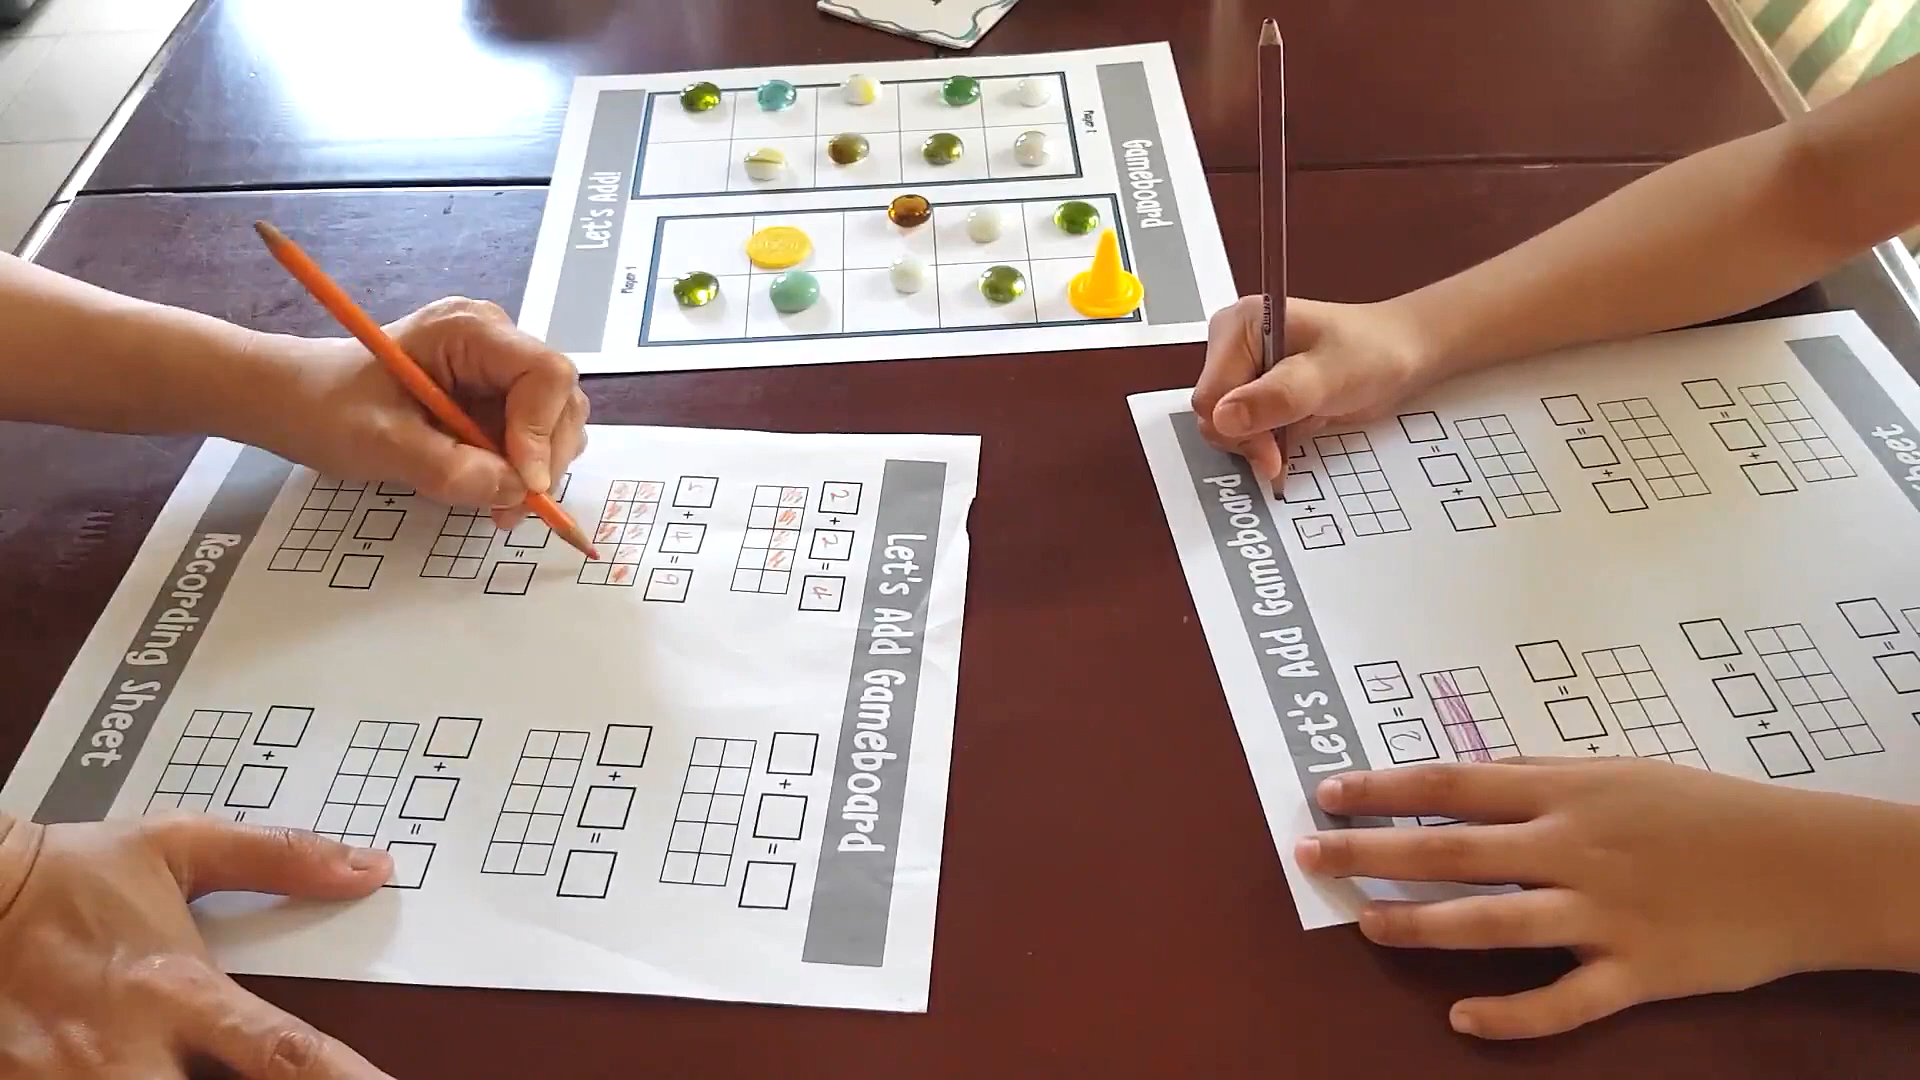 Let's Add!
Gameboard
Player 1
Player 2
Let's Add Gameboard
Recording Sheet
2 + 2 = 4
5 + 4 = 9
Let's Add Gameboard
4 = 2
+ 5